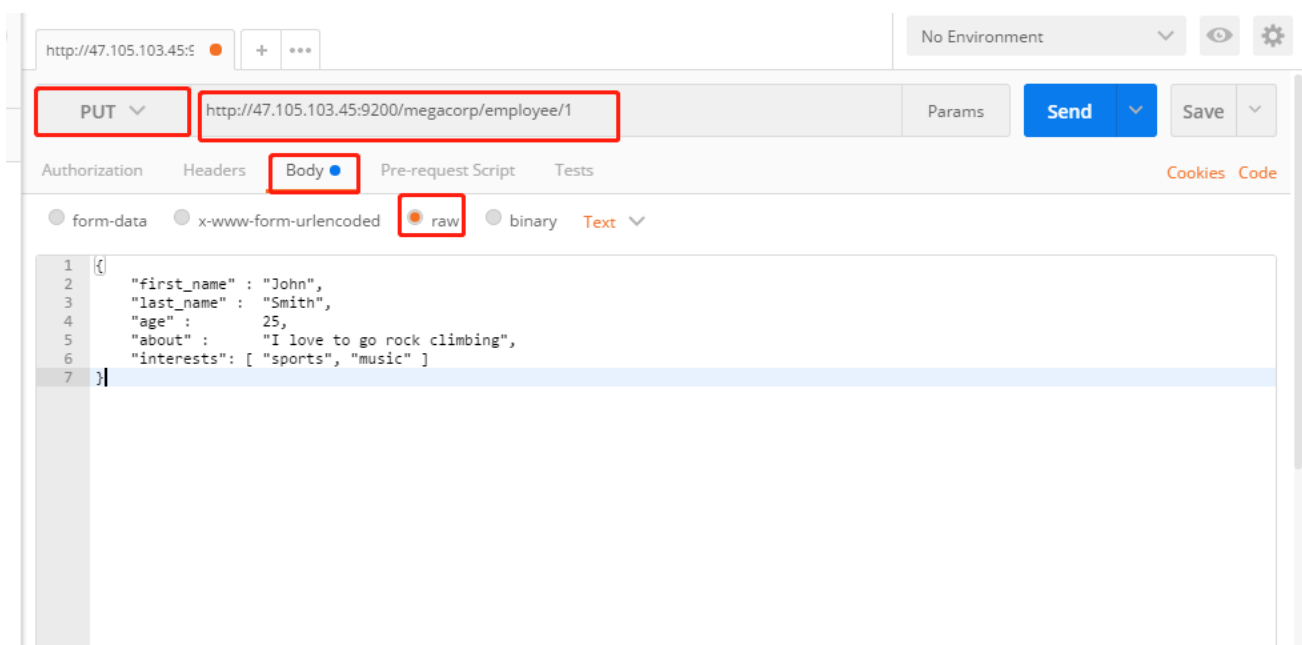 http://47.105.103.45:9 + ••• No Environment
PUT http://47.105.103.45:9200/megacorp/employee/1 Params Send Save
Authorization Headers Body Pre-request Script Tests Cookies Code
form-data x-www-form-urlencoded raw binary Text
1 {
2 "first_name" : "John",
3 "last_name" : "Smith",
4 "age" : 25,
5 "about" : "I love to go rock climbing",
6 "interests": [ "sports", "music" ]
7 }